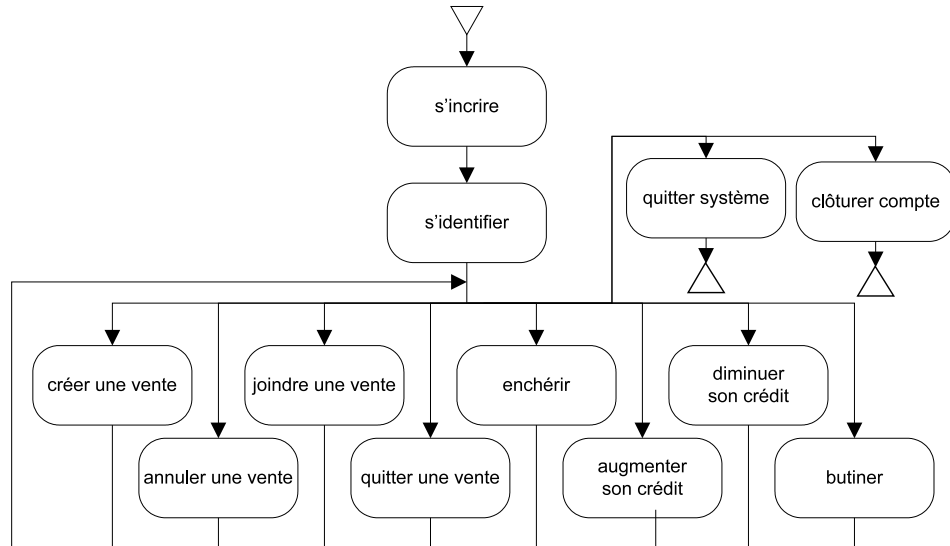 s'incrire
s'identifier
quitter système
clôturer compte
créer une vente
joindre une vente
enchérir
diminuer
son crédit
annuler une vente
quitter une vente
augmenter
son crédit
butiner